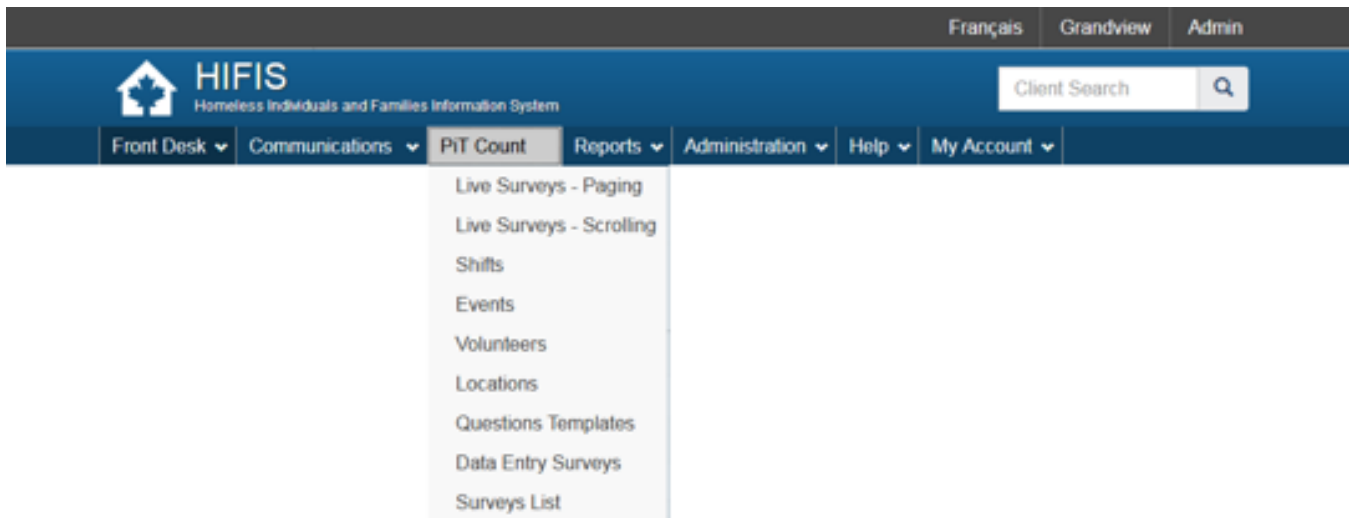 Français Grandview Admin
HIFIS
Homeless Individuals and Families Information System
Client Search
Front Desk Communications PiT Count Reports Administration Help My Account
Live Surveys - Paging
Live Surveys - Scrolling
Shifts
Events
Volunteers
Locations
Questions Templates
Data Entry Surveys
Surveys List